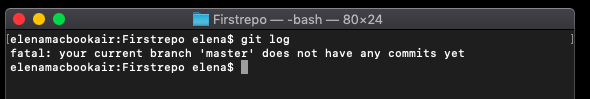 Firstrepo — -bash — 80×24
[elenamacbookair:Firstrepo elena$ git log ]
fatal: your current branch 'master' does not have any commits yet
elenamacbookair:Firstrepo elena$